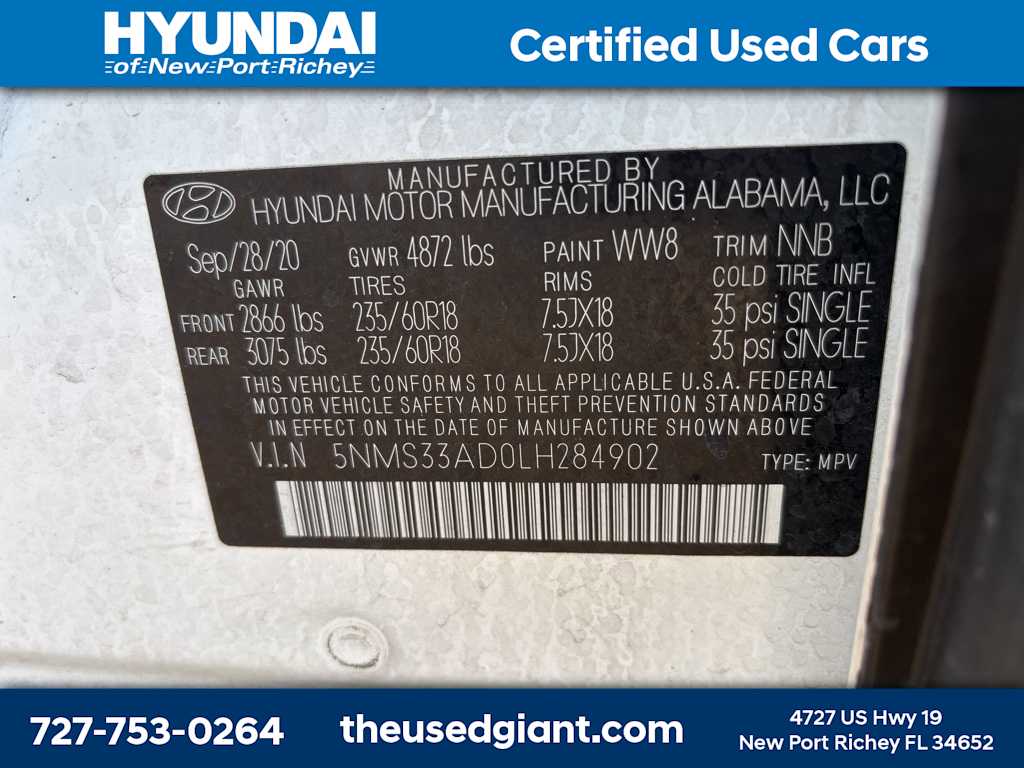 HYUNDAI
of New Port Richey
Certified Used Cars
MANUFACTURED BY
HYUNDAI MOTOR MANUFACTURING ALABAMA, LLC
Sep/28/20 GVWR 4872 lbs PAINT WW8 TRIM NNB
GAWR TIRES RIMS COLD TIRE INFL
FRONT 2866 lbs 235/60R18 7.5JX18 35 psi SINGLE
REAR 3075 lbs 235/60R18 7.5JX18 35 psi SINGLE
THIS VEHICLE CONFORMS TO ALL APPLICABLE U.S.A. FEDERAL
MOTOR VEHICLE SAFETY AND THEFT PREVENTION STANDARDS
IN EFFECT ON THE DATE OF MANUFACTURE SHOWN ABOVE
V.I.N 5NMS33AD0LH284902 TYPE: MPV
727-753-0264
theusedgiant.com
4727 US Hwy 19
New Port Richey FL 34652